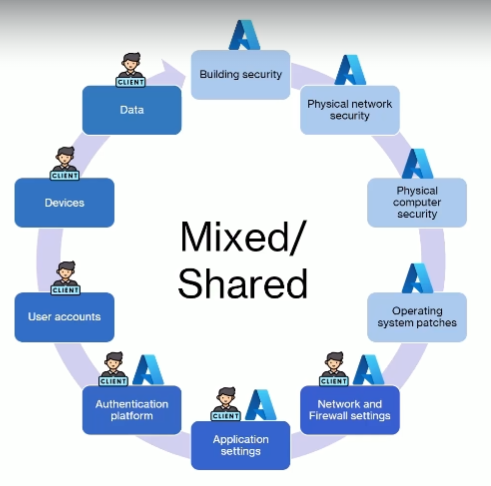 Building security
Physical network
security
Physical
computer
security
Operating
system patches
CLIENT
Network and
Firewall settings
CLIENT
Application
settings
CLIENT
Authentication
platform
CLIENT
User accounts
CLIENT
Devices
CLIENT
Data
Mixed/
Shared